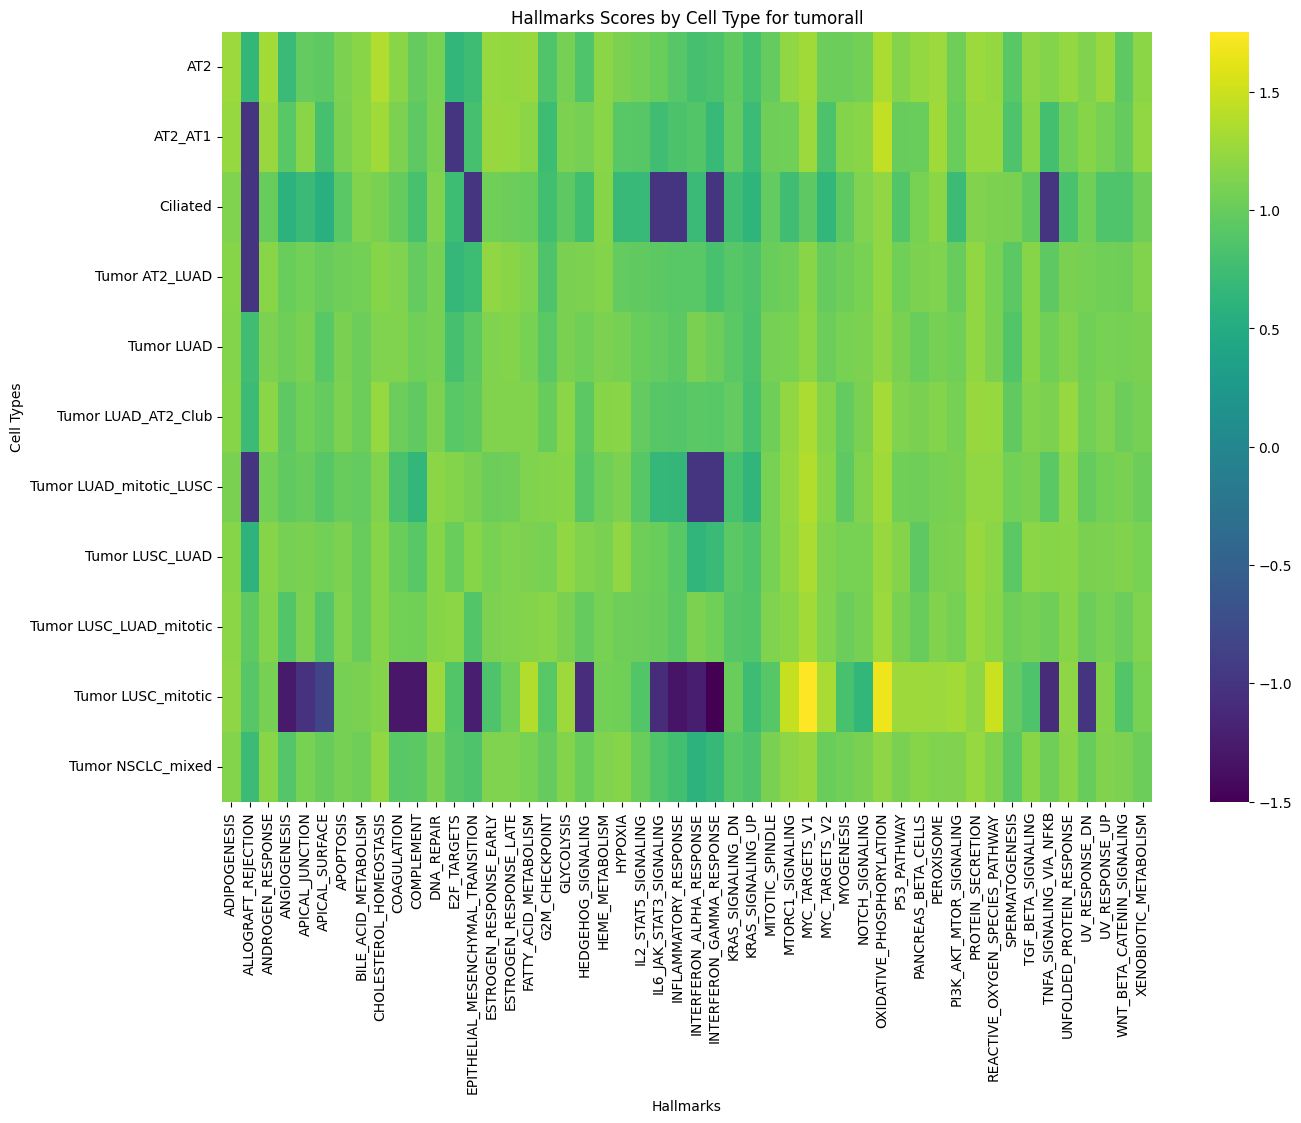 Hallmarks Scores by Cell Type for tumorall
Cell Types
AT2
AT2_AT1
Ciliated
Tumor AT2_LUAD
Tumor LUAD
Tumor LUAD_AT2_Club
Tumor LUAD_mitotic_LUSC
Tumor LUSC_LUAD
Tumor LUSC_LUAD_mitotic
Tumor LUSC_mitotic
Tumor NSCLC_mixed
ADIPOGENESIS
ALLOGRAFT_REJECTION
ANDROGEN_RESPONSE
ANGIOGENESIS
APICAL_JUNCTION
APICAL_SURFACE
APOPTOSIS
BILE_ACID_METABOLISM
CHOLESTEROL_HOMEOSTASIS
COAGULATION
COMPLEMENT
DNA_REPAIR
E2F_TARGETS
EPITHELIAL_MESENCHYMAL_TRANSITION
ESTROGEN_RESPONSE_EARLY
ESTROGEN_RESPONSE_LATE
FATTY_ACID_METABOLISM
G2M_CHECKPOINT
GLYCOLYSIS
HEDGEHOG_SIGNALING
HEME_METABOLISM
HYPOXIA
IL2_STAT5_SIGNALING
IL6_JAK_STAT3_SIGNALING
INFLAMMATORY_RESPONSE
INTERFERON_ALPHA_RESPONSE
INTERFERON_GAMMA_RESPONSE
KRAS_SIGNALING_DN
KRAS_SIGNALING_UP
MITOTIC_SPINDLE
MTORC1_SIGNALING
MYC_TARGETS_V1
MYC_TARGETS_V2
MYOGENESIS
NOTCH_SIGNALING
OXIDATIVE_PHOSPHORYLATION
P53_PATHWAY
PANCREAS_BETA_CELLS
PEROXISOME
PI3K_AKT_MTOR_SIGNALING
PROTEIN_SECRETION
REACTIVE_OXYGEN_SPECIES_PATHWAY
SPERMATOGENESIS
TGF_BETA_SIGNALING
TNFA_SIGNALING_VIA_NFKB
UNFOLDED_PROTEIN_RESPONSE
UV_RESPONSE_DN
UV_RESPONSE_UP
WNT_BETA_CATENIN_SIGNALING
XENOBIOTIC_METABOLISM
Hallmarks
1.5
1.0
0.5
0.0
−0.5
−1.0
−1.5